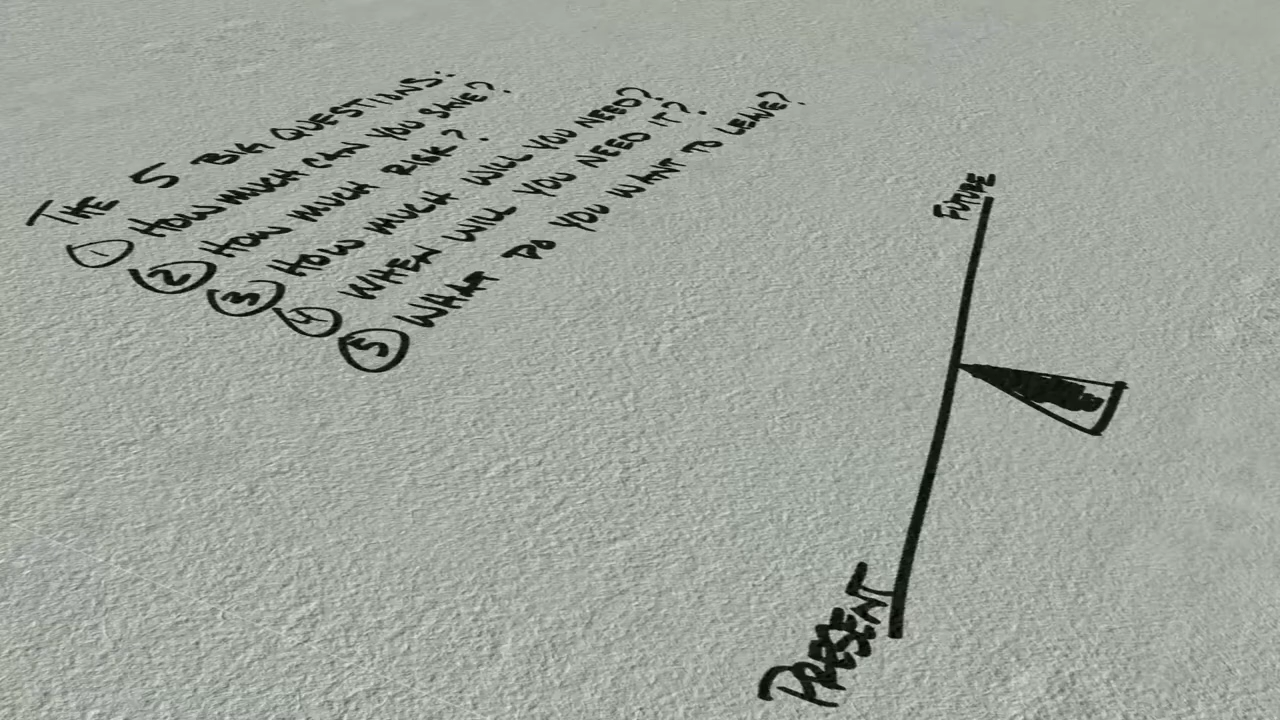 THE 5 BIG QUESTIONS:
1 HOW MUCH CAN YOU SAVE?
2 HOW MUCH RISK?
3 HOW MUCH WILL YOU NEED?
4 WHEN WILL YOU NEED IT?
5 WHAT DO YOU WANT TO LEAVE?
FUTURE
PRESENT